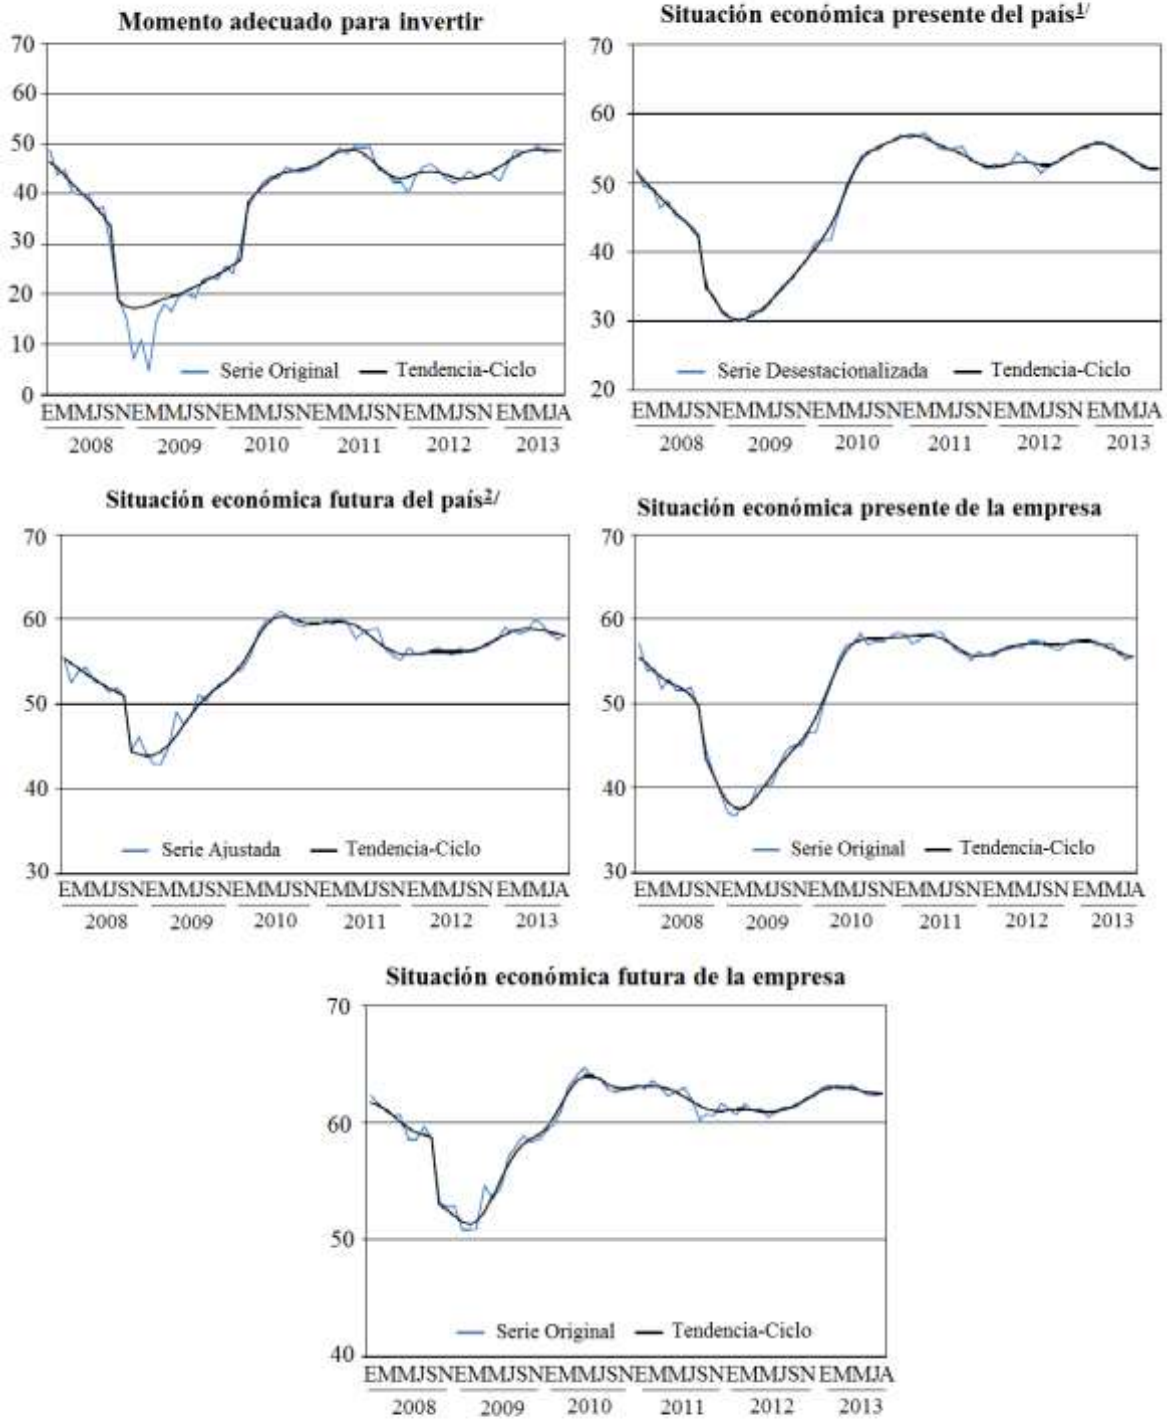 Momento adecuado para invertir
70
60
50
40
30
20
10
0
Serie Original
Tendencia-Ciclo
EMMJSNEMMJSNEMMJSNEMMJSNEMMJSN EMMJA
2008 2009 2010 2011 2012 2013
Situación económica presente del país1/
70
60
50
40
30
20
Serie Desestacionalizada
Tendencia-Ciclo
EMMJSNEMMJSNEMMJSNEMMJSNEMMJSN EMMJA
2008 2009 2010 2011 2012 2013
Situación económica futura del país2/
70
60
50
40
30
Serie Ajustada
Tendencia-Ciclo
EMMJSNEMMJSNEMMJSNEMMJSNEMMJSN EMMJA
2008 2009 2010 2011 2012 2013
Situación económica presente de la empresa
70
60
50
40
30
Serie Original
Tendencia-Ciclo
EMMJSNEMMJSNEMMJSNEMMJSNEMMJSN EMMJA
2008 2009 2010 2011 2012 2013
Situación económica futura de la empresa
70
60
50
40
Serie Original
Tendencia-Ciclo
EMMJSNEMMJSNEMMJSNEMMJSNEMMJSN EMMJA
2008 2009 2010 2011 2012 2013